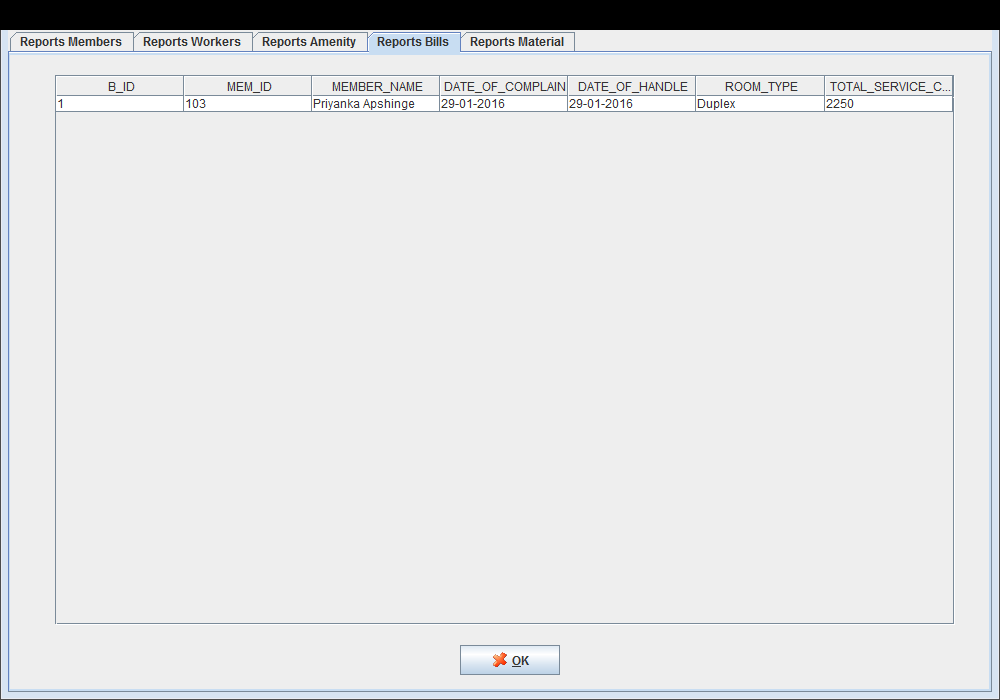 Reports Members Reports Workers Reports Amenity Reports Bills Reports Material
B_ID MEM_ID MEMBER_NAME DATE_OF_COMPLAIN DATE_OF_HANDLE ROOM_TYPE TOTAL_SERVICE_C...
1 103 Priyanka Apshinge 29-01-2016 29-01-2016 Duplex 2250
OK